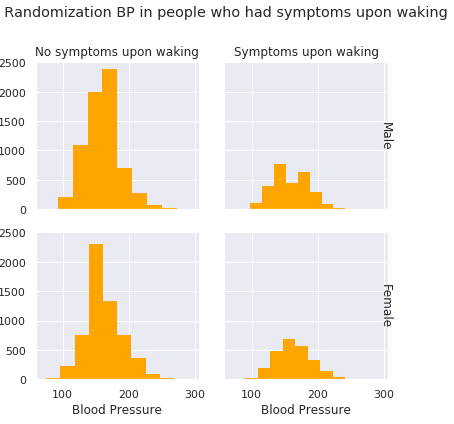 Randomization BP in people who had symptoms upon waking
No symptoms upon waking
Symptoms upon waking
2500
2000
1500
1000
500
0
Male
2500
2000
1500
1000
500
0
Female
100 200 300
100 200 300
Blood Pressure
Blood Pressure